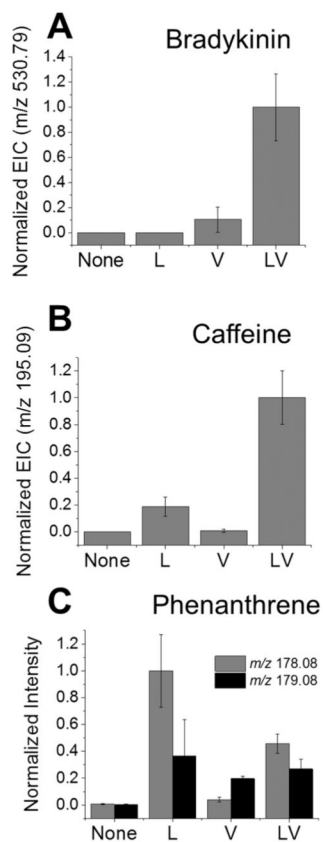 A
Bradykinin
Normalized EIC (m/z 530.79)
1.4
1.2
1.0
0.8
0.6
0.4
0.2
0.0
None L V LV
B
Caffeine
Normalized EIC (m/z 195.09)
1.2
1.0
0.8
0.6
0.4
0.2
0.0
None L V LV
C
Phenanthrene
Normalized Intensity
1.2
1.0
0.8
0.6
0.4
0.2
0.0
m/z 178.08
m/z 179.08
None L V LV